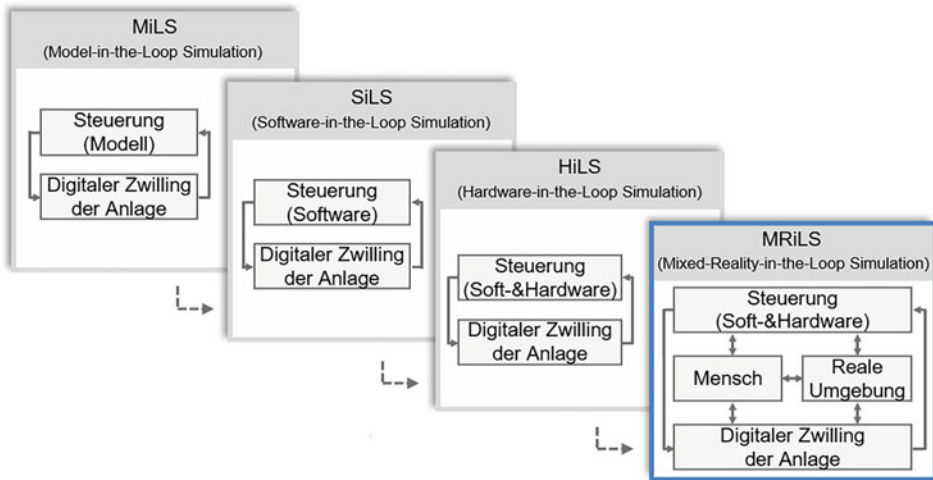 MiLS
(Model-in-the-Loop Simulation)
Steuerung
(Modell)
Digitaler Zwilling
der Anlage
SiLS
(Software-in-the-Loop Simulation)
Steuerung
(Software)
Digitaler Zwilling
der Anlage
HiLS
(Hardware-in-the-Loop Simulation)
Steuerung
(Soft-&Hardware)
Digitaler Zwilling
der Anlage
MRiLS
(Mixed-Reality-in-the-Loop Simulation)
Steuerung
(Soft-&Hardware)
Mensch
Reale
Umgebung
Digitaler Zwilling
der Anlage